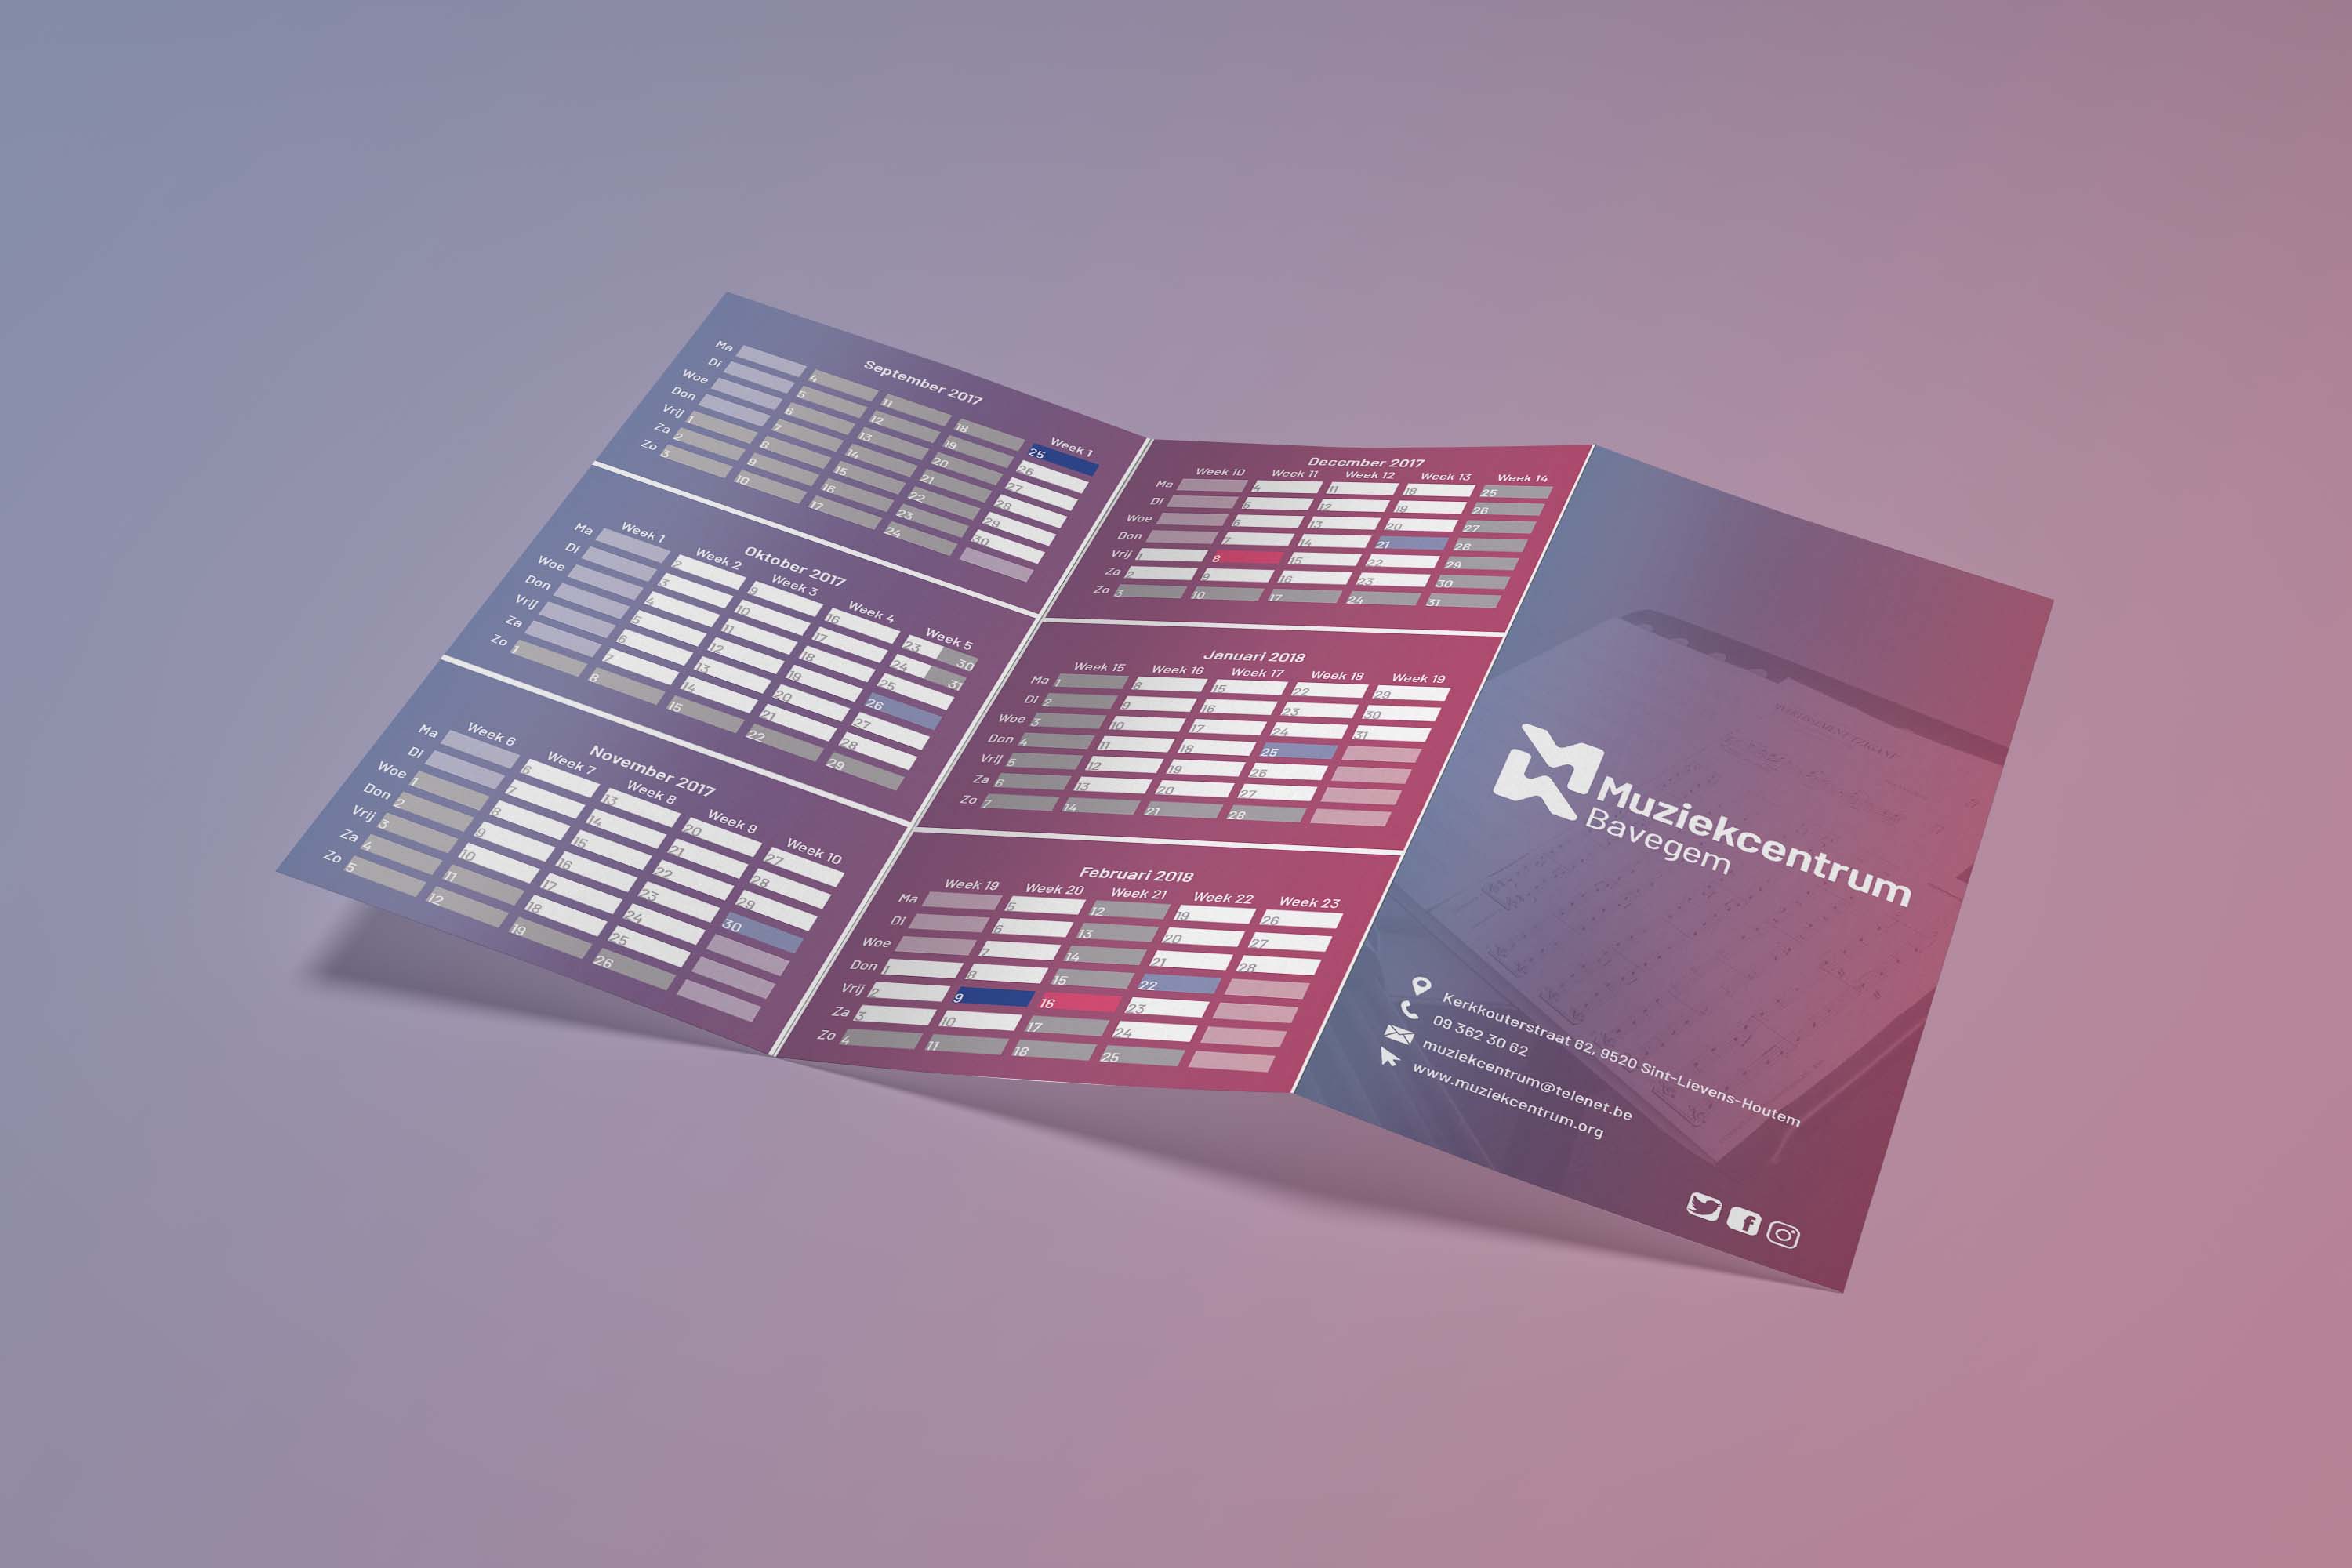 September 2017
Week 1
Ma 4 11 18 25
Di 5 12 19 26
Woe 6 13 20 27
Don 7 14 21 28
Vrij 1 8 15 22 29
Za 2 9 16 23 30
Zo 3 10 17 24
Oktober 2017
Week 1 Week 2 Week 3 Week 4 Week 5
Ma 2 9 16 23 30
Di 3 10 17 24 31
Woe 4 11 18 25
Don 5 12 19 26
Vrij 6 13 20 27
Za 7 14 21 28
Zo 1 8 15 22 29
November 2017
Week 6 Week 7 Week 8 Week 9 Week 10
Ma 6 13 20 27
Di 7 14 21 28
Woe 1 8 15 22 29
Don 2 9 16 23 30
Vrij 3 10 17 24
Za 4 11 18 25
Zo 5 12 19 26
December 2017
Week 10 Week 11 Week 12 Week 13 Week 14
Ma 4 11 18 25
Di 5 12 19 26
Woe 6 13 20 27
Don 7 14 21 28
Vrij 1 8 15 22 29
Za 2 9 16 23 30
Zo 3 10 17 24 31
Januari 2018
Week 15 Week 16 Week 17 Week 18 Week 19
Ma 1 8 15 22 29
Di 2 9 16 23 30
Woe 3 10 17 24 31
Don 4 11 18 25
Vrij 5 12 19 26
Za 6 13 20 27
Zo 7 14 21 28
Februari 2018
Week 19 Week 20 Week 21 Week 22 Week 23
Ma 5 12 19 26
Di 6 13 20 27
Woe 7 14 21 28
Don 1 8 15 22
Vrij 2 9 16 23
Za 3 10 17 24
Zo 4 11 18 25
Muziekcentrum
Bavegem
Kerkkouterstraat 62, 9520 Sint-Lievens-Houtem
09 362 30 62
muziekcentrum@telenet.be
www.muziekcentrum.org